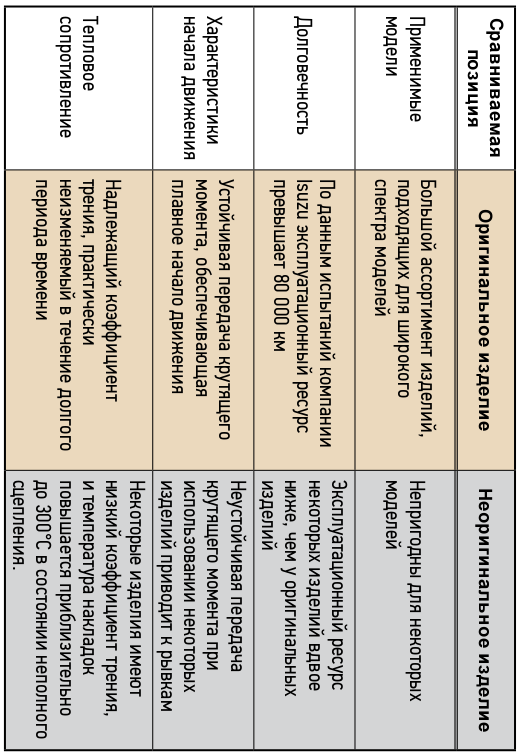 Сравниваемая
позиция
Оригинальное изделие
Неоригинальное изделие
Применимые
модели
Большой ассортимент изделий,
подходящих для широкого
спектра моделей
Непригодны для некоторых
моделей
Долговечность
По данным испытаний компании
Isuzu эксплуатационный ресурс
превышает 80 000 км
Эксплуатационный ресурс
некоторых изделий вдвое
ниже, чем у оригинальных
изделий
Характеристики
начала движения
Устойчивая передача крутящего
момента, обеспечивающая
плавное начало движения
Неустойчивая передача
крутящего момента при
использовании некоторых
изделий приводит к рывкам
Тепловое
сопротивление
Надлежащий коэффициент
трения, практически
неизменяемый в течение долгого
периода времени
Некоторые изделия имеют
низкий коэффициент трения,
и температура накладок
повышается приблизительно
до 300°C в состоянии неполного
сцепления.